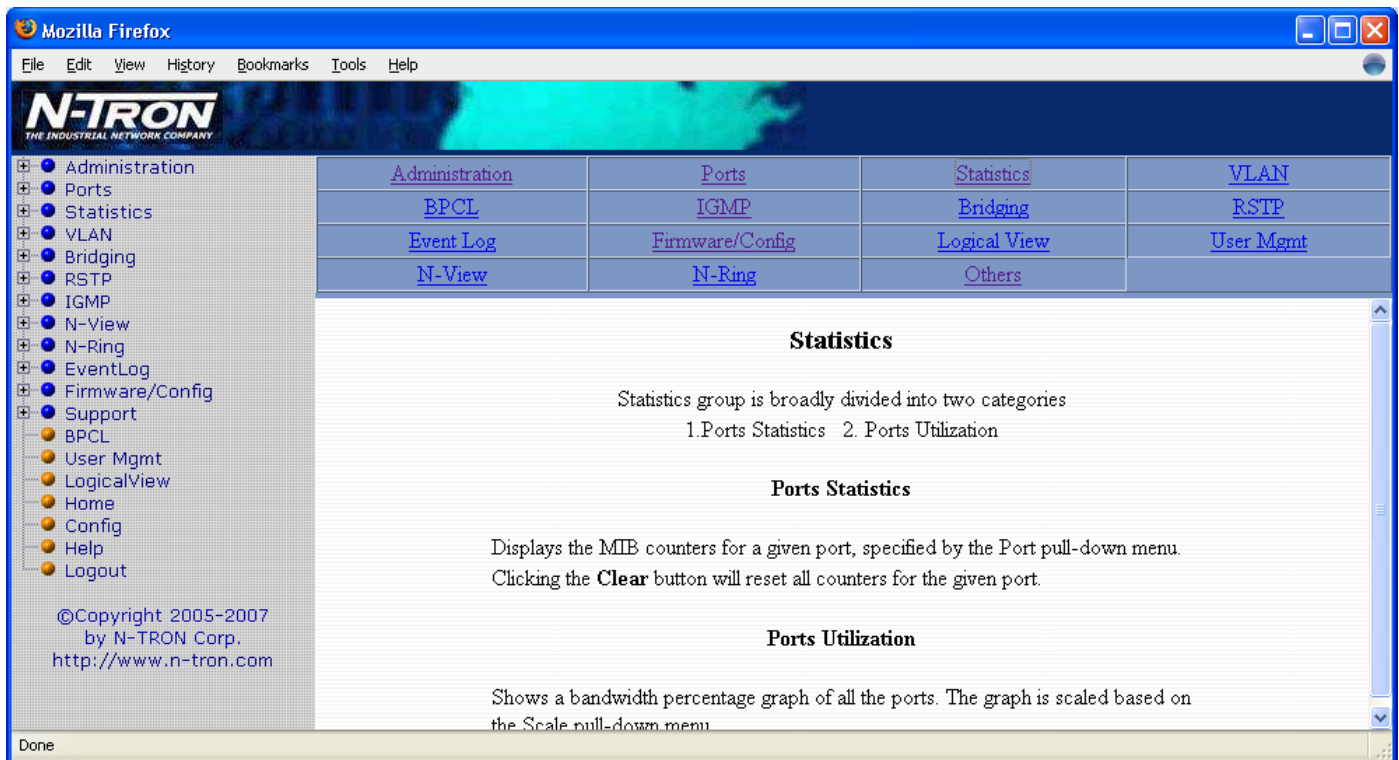 Mozilla Firefox
File Edit View History Bookmarks Tools Help
N-TRON
THE INDUSTRIAL NETWORK COMPANY
Administration
Ports
Statistics
VLAN
Bridging
RSTP
IGMP
N-View
N-Ring
EventLog
Firmware/Config
Support
BPCL
User Mgmt
LogicalView
Home
Config
Help
Logout
©Copyright 2005-2007
by N-TRON Corp.
http://www.n-tron.com
Administration Ports Statistics VLAN
BPCL IGMP Bridging RSTP
Event Log Firmware/Config Logical View User Mgmt
N-View N-Ring Others
Statistics
Statistics group is broadly divided into two categories
1.Ports Statistics 2. Ports Utilization
Ports Statistics
Displays the MIB counters for a given port, specified by the Port pull-down menu.
Clicking the Clear button will reset all counters for the given port.
Ports Utilization
Shows a bandwidth percentage graph of all the ports. The graph is scaled based on
the Scale pull-down menu
Done